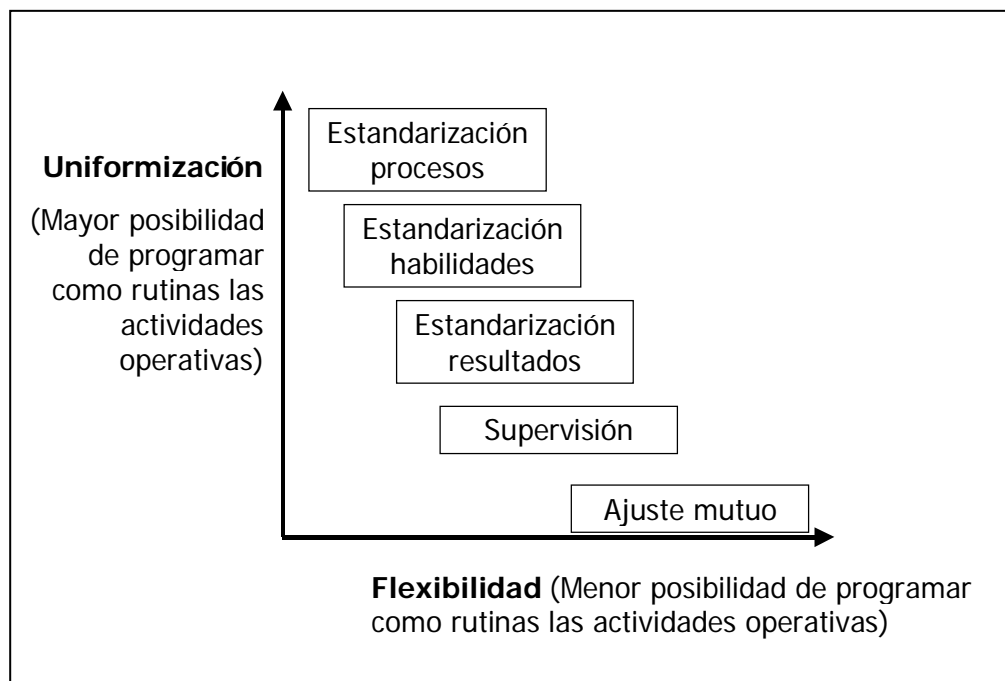 Estandarización
procesos
Uniformización
(Mayor posibilidad
de programar
como rutinas las
actividades
operativas)
Estandarización
habilidades
Estandarización
resultados
Supervisión
Ajuste mutuo
Flexibilidad (Menor posibilidad de programar
como rutinas las actividades operativas)